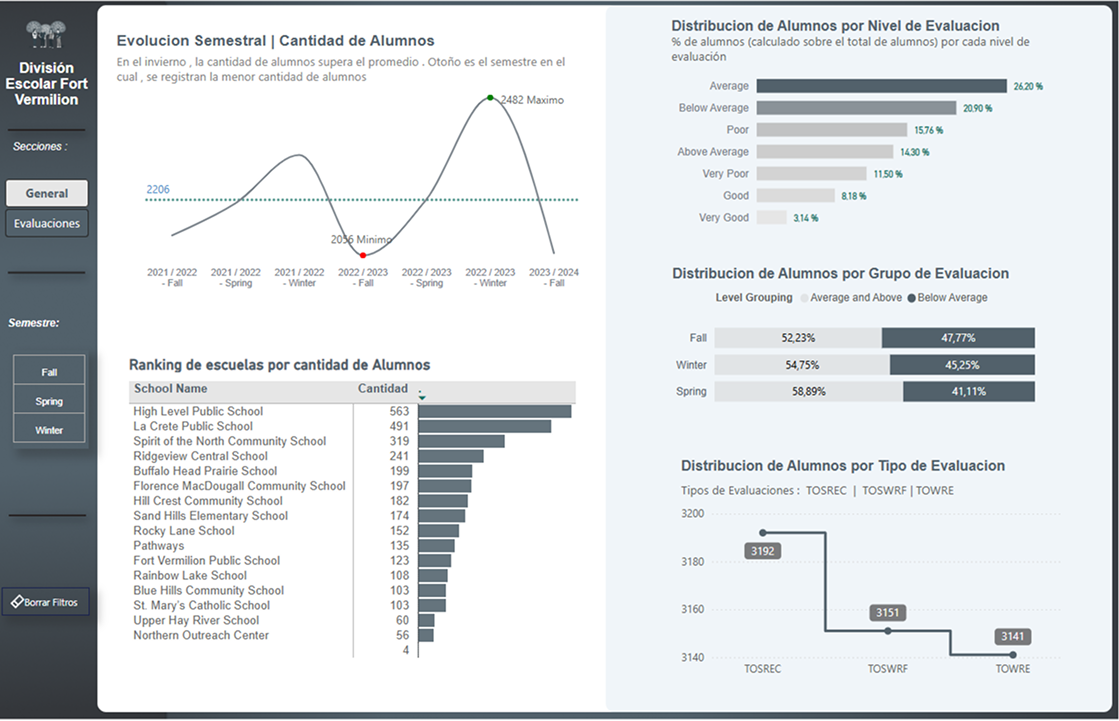 División
Escolar Fort
Vermilion
Secciones :
General
Evaluaciones
Semestre:
Fall
Spring
Winter
Borrar Filtros
Evolucion Semestral | Cantidad de Alumnos
En el invierno , la cantidad de alumnos supera el promedio . Otoño es el semestre en el
cual , se registran la menor cantidad de alumnos
2482 Maximo
2206
2056 Minimo
2021 / 2022 2021 / 2022 2021 / 2022 2022 / 2023 2022 / 2023 2022 / 2023 2023 / 2024
- Fall - Spring - Winter - Fall - Spring - Winter - Fall
Ranking de escuelas por cantidad de Alumnos
School Name Cantidad
High Level Public School 563
La Crete Public School 491
Spirit of the North Community School 319
Ridgeview Central School 241
Buffalo Head Prairie School 199
Florence MacDougall Community School 197
Hill Crest Community School 182
Sand Hills Elementary School 174
Rocky Lane School 152
Pathways 135
Fort Vermilion Public School 123
Rainbow Lake School 108
Blue Hills Community School 103
St. Mary's Catholic School 103
Upper Hay River School 60
Northern Outreach Center 56
4
Distribucion de Alumnos por Nivel de Evaluacion
% de alumnos (calculado sobre el total de alumnos) por cada nivel de
evaluación
Average 26,20 %
Below Average 20,90 %
Poor 15,76 %
Above Average 14,30 %
Very Poor 11,50 %
Good 8,18 %
Very Good 3,14 %
Distribucion de Alumnos por Grupo de Evaluacion
Level Grouping Average and Above Below Average
Fall 52,23% 47,77%
Winter 54,75% 45,25%
Spring 58,89% 41,11%
Distribucion de Alumnos por Tipo de Evaluacion
Tipos de Evaluaciones : TOSREC | TOSWRF | TOWRE
3200
3192
3180
3160
3151
3141
3140
TOSREC TOSWRF TOWRE